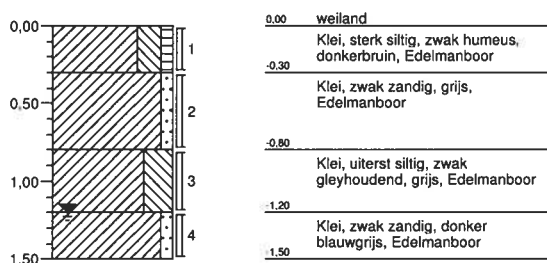 0,00
0,50
1,00
1,50
1
2
3
4
0,00 weiland
Klei, sterk siltig, zwak humeus,
donkerbruin, Edelmanboor
-0,30
Klei, zwak zandig, grijs,
Edelmanboor
-0,80
Klei, uiterst siltig, zwak
gleyhoudend, grijs, Edelmanboor
-1,20
Klei, zwak zandig, donker
blauwgrijs, Edelmanboor
-1,50